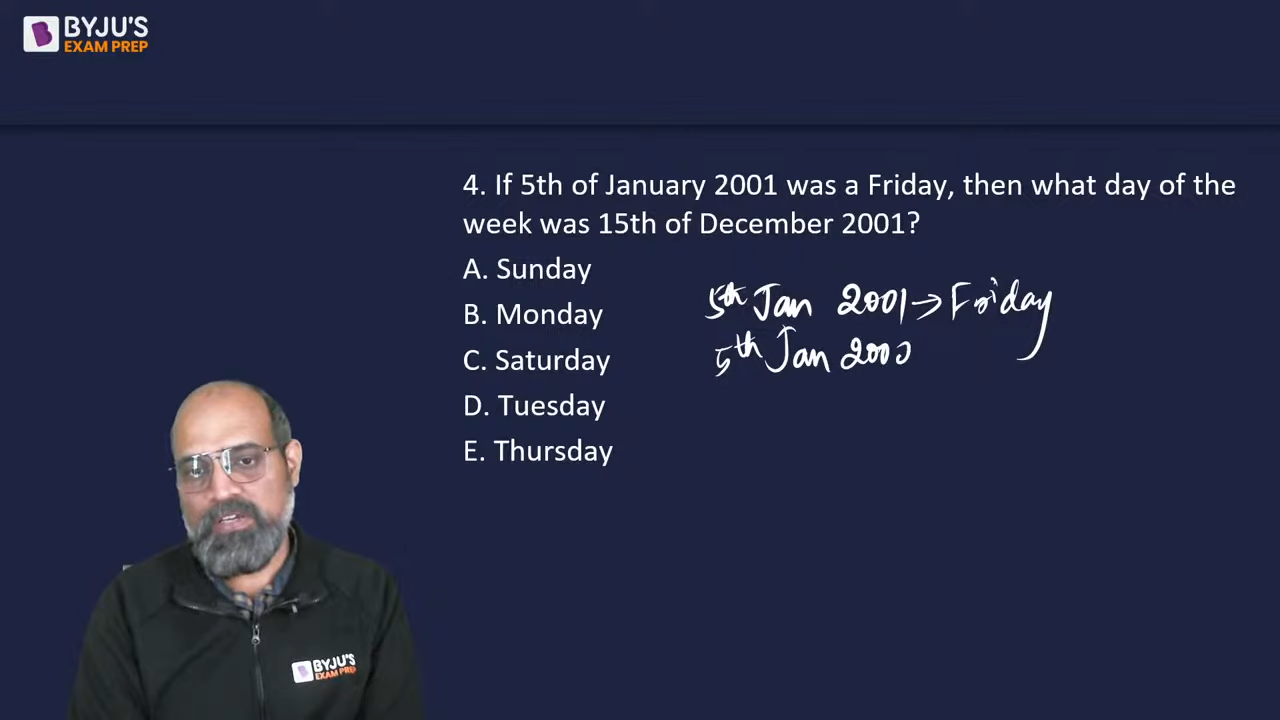 BYJU'S
EXAM PREP
4. If 5th of January 2001 was a Friday, then what day of the
week was 15th of December 2001?
A. Sunday
B. Monday
C. Saturday
D. Tuesday
E. Thursday
5th Jan 2001 → Friday
5th Jan 2000
BYJU'S
EXAM PREP